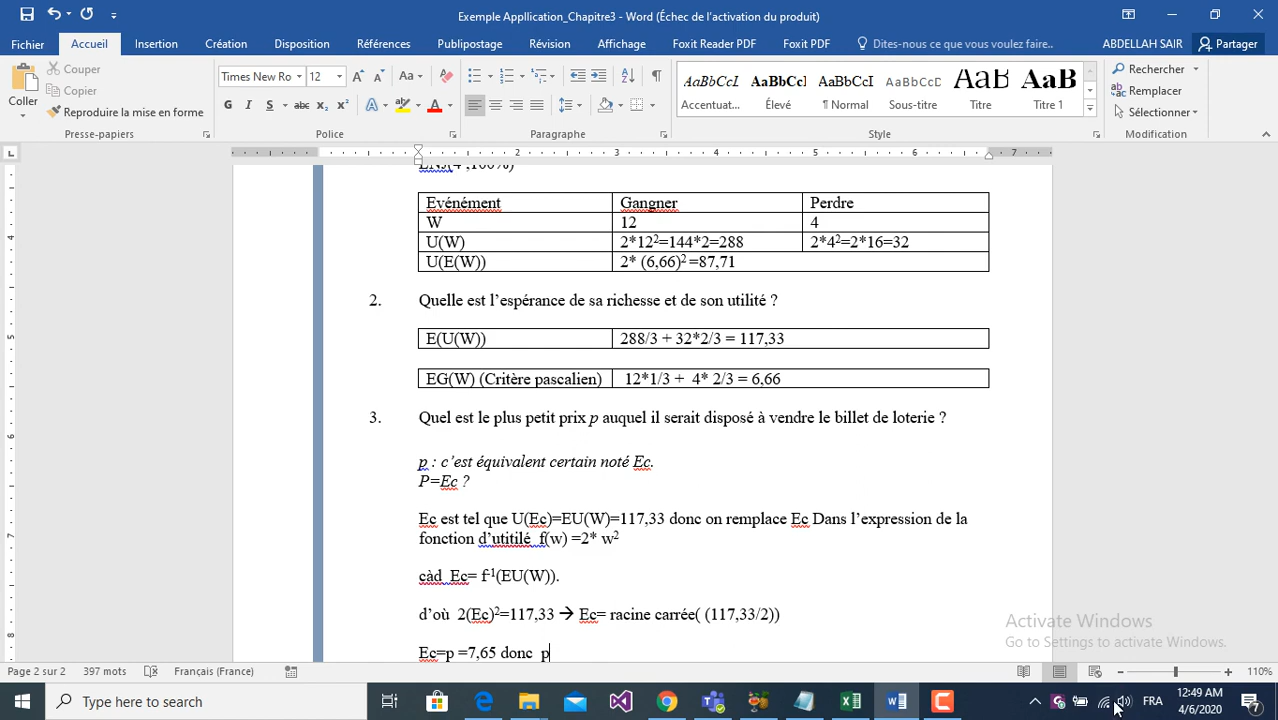 Exemple Appllication_Chapitre3 - Word (Échec de l'activation du produit)
Fichier Accueil Insertion Création Disposition Références Publipostage Révision Affichage Foxit Reader PDF Foxit PDF Dites-nous ce que vous voulez faire... ABDELLAH SAIR Partager
Coller
Couper
Copier
Reproduire la mise en forme
Presse-papiers
Times New Ro 12
Police
Paragraphe
AaBbCcL Accentuat...
AaBbCcI Élevé
AaBbCcI ¶ Normal
AaBbCcD Sous-titre
AaB Titre
AaB Titre 1
Style
Rechercher
Remplacer
Sélectionner
Modification
2 3 4 5 6 7
Evénément Gangner Perdre
W 12 4
U(W) 2*12²=144*2=288 2*4²=2*16=32
U(E(W)) 2* (6,66)² =87,71
2. Quelle est l'espérance de sa richesse et de son utilité ?
E(U(W)) 288/3 + 32*2/3 = 117,33
EG(W) (Critère pascalien) 12*1/3 + 4* 2/3 = 6,66
3. Quel est le plus petit prix p auquel il serait disposé à vendre le billet de loterie ?
p : c'est équivalent certain noté Ec.
P=Ec ?
Ec est tel que U(Ec)=EU(W)=117,33 donc on remplace Ec Dans l'expression de la
fonction d'utitilé f(w) =2* w²
càd Ec= f⁻¹(EU(W)).
d'où 2(Ec)²=117,33 → Ec= racine carrée( (117,33/2))
Ec=p =7,65 donc p
Activate Windows
Go to Settings to activate Windows.
Page 2 sur 2 397 mots Français (France) 110%
Type here to search
FRA
12:49 AM
4/6/2020
7